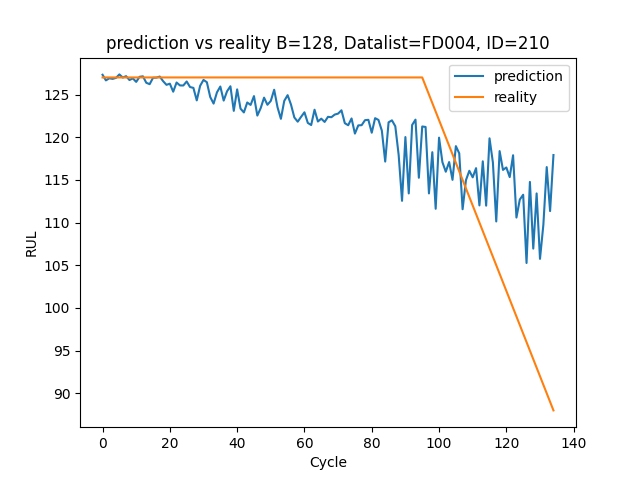 prediction vs reality B=128, Datalist=FD004, ID=210
prediction
reality
RUL
125
120
115
110
105
100
95
90
0 20 40 60 80 100 120 140
Cycle